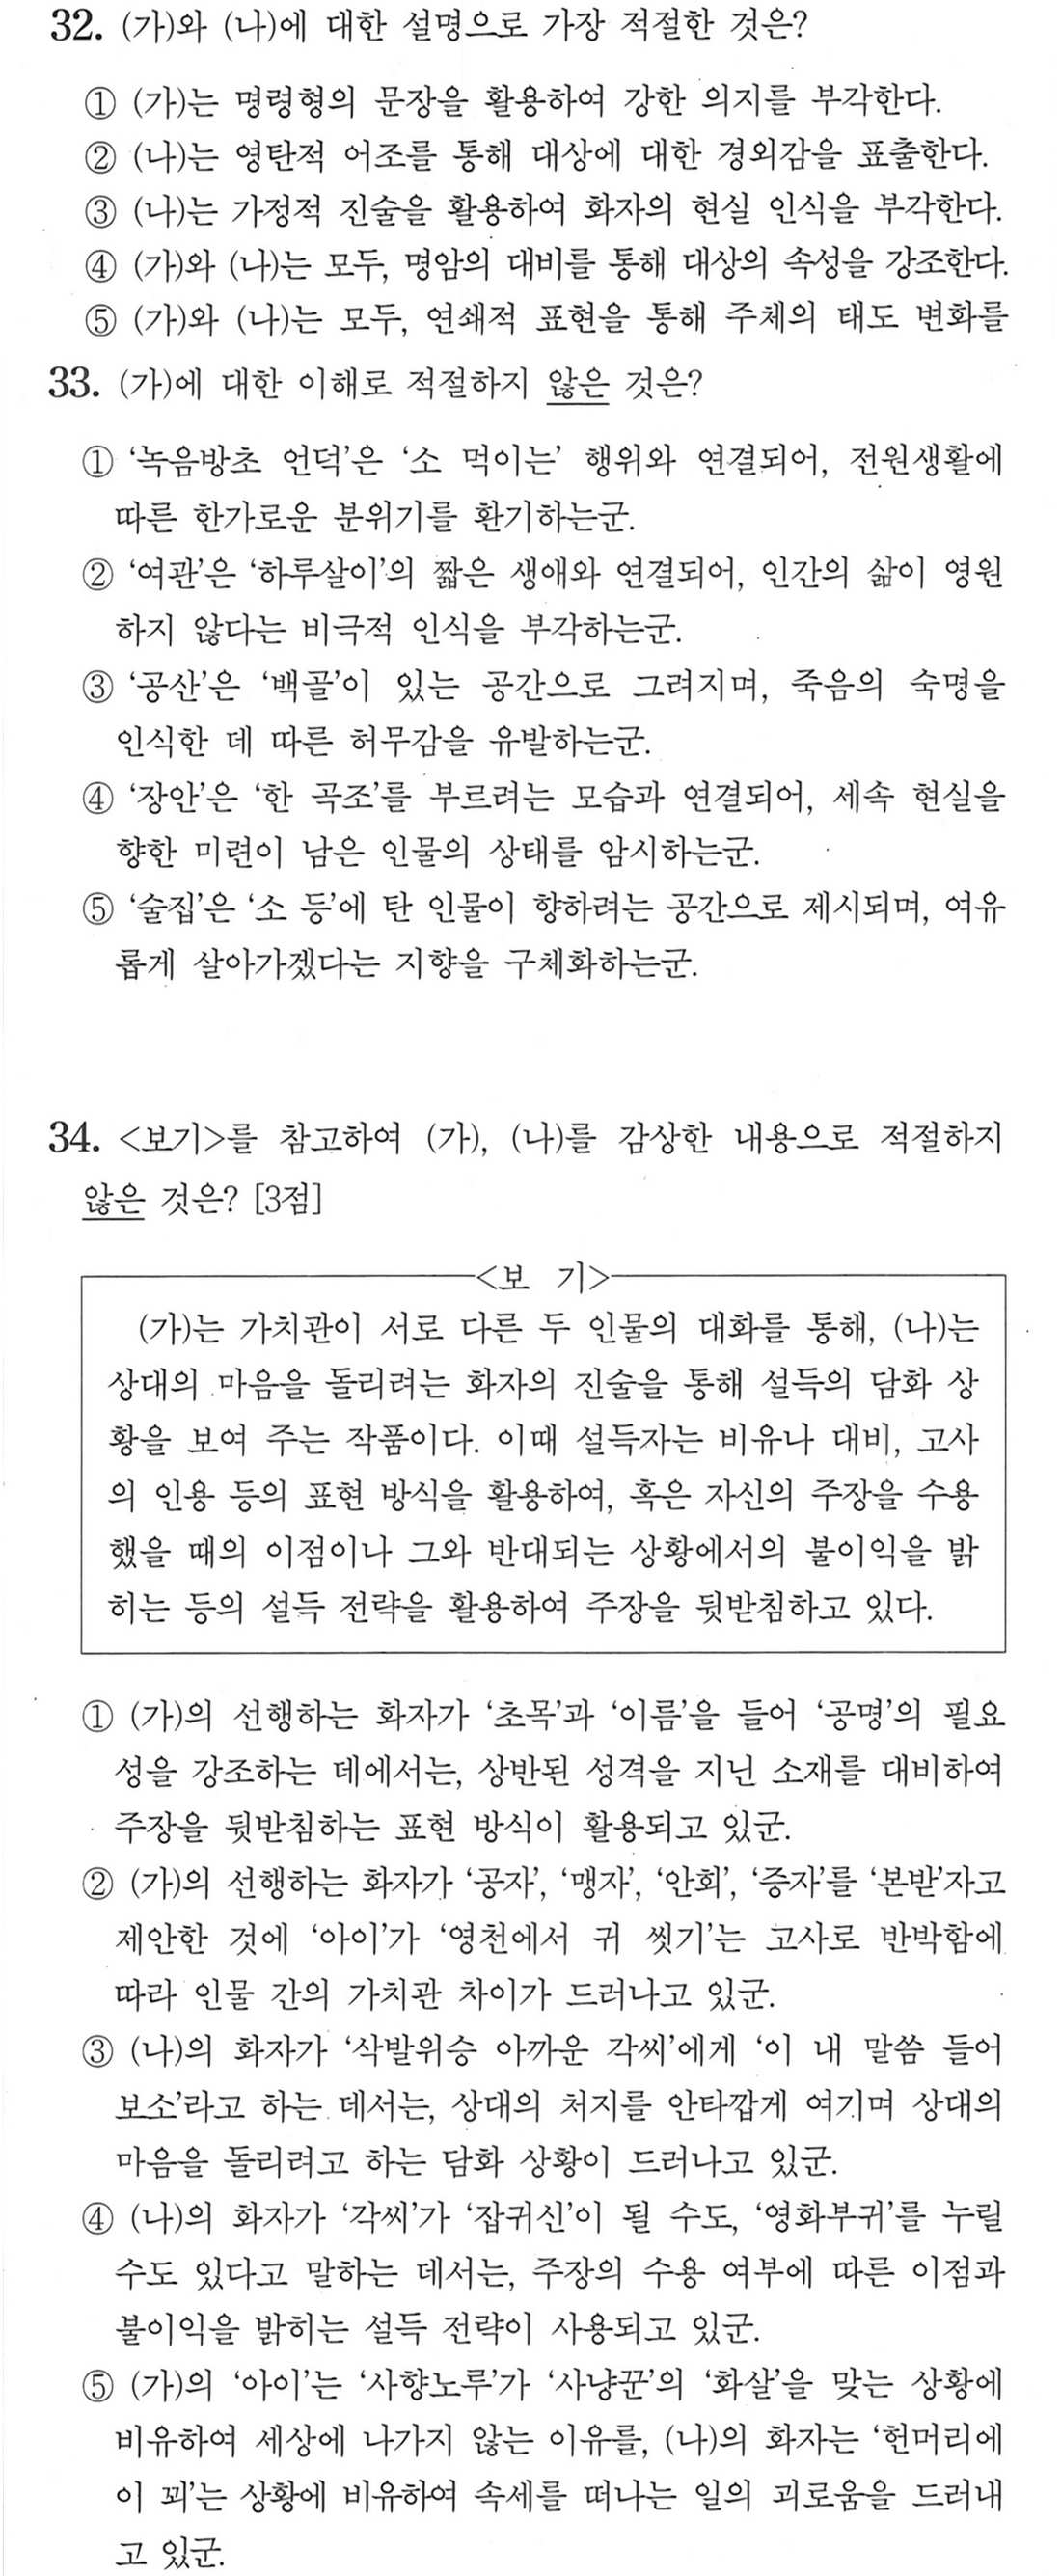 32. (가)와 (나)에 대한 설명으로 가장 적절한 것은?
① (가)는 명령형의 문장을 활용하여 강한 의지를 부각한다.
② (나)는 영탄적 어조를 통해 대상에 대한 경외감을 표출한다.
③ (나)는 가정적 진술을 활용하여 화자의 현실 인식을 부각한다.
④ (가)와 (나)는 모두, 명암의 대비를 통해 대상의 속성을 강조한다.
⑤ (가)와 (나)는 모두, 연쇄적 표현을 통해 주체의 태도 변화를
33. (가)에 대한 이해로 적절하지 않은 것은?
① ‘녹음방초 언덕’은 ‘소 먹이는’ 행위와 연결되어, 전원생활에
따른 한가로운 분위기를 환기하는군.
② ‘여관’은 ‘하루살이’의 짧은 생애와 연결되어, 인간의 삶이 영원
하지 않다는 비극적 인식을 부각하는군.
③ ‘공산’은 ‘백골’이 있는 공간으로 그려지며, 죽음의 숙명을
인식한 데 따른 허무감을 유발하는군.
④ ‘장안’은 ‘한 곡조’를 부르려는 모습과 연결되어, 세속 현실을
향한 미련이 남은 인물의 상태를 암시하는군.
⑤ ‘술집’은 ‘소 등’에 탄 인물이 향하려는 공간으로 제시되며, 여유
롭게 살아가겠다는 지향을 구체화하는군.
34. <보기>를 참고하여 (가), (나)를 감상한 내용으로 적절하지
않은 것은? [3점]
<보 기>
(가)는 가치관이 서로 다른 두 인물의 대화를 통해, (나)는
상대의 마음을 돌리려는 화자의 진술을 통해 설득의 담화 상
황을 보여 주는 작품이다. 이때 설득자는 비유나 대비, 고사
의 인용 등의 표현 방식을 활용하여, 혹은 자신의 주장을 수용
했을 때의 이점이나 그와 반대되는 상황에서의 불이익을 밝
히는 등의 설득 전략을 활용하여 주장을 뒷받침하고 있다.
① (가)의 선행하는 화자가 ‘초목’과 ‘이름’을 들어 ‘공명’의 필요
성을 강조하는 데에서는, 상반된 성격을 지닌 소재를 대비하여
주장을 뒷받침하는 표현 방식이 활용되고 있군.
② (가)의 선행하는 화자가 ‘공자’, ‘맹자’, ‘안회’, ‘증자’를 ‘본받’자고
제안한 것에 ‘아이’가 ‘영천에서 귀 씻기’는 고사로 반박함에
따라 인물 간의 가치관 차이가 드러나고 있군.
③ (나)의 화자가 ‘삭발위승 아까운 각씨’에게 ‘이 내 말씀 들어
보소’라고 하는 데서는, 상대의 처지를 안타깝게 여기며 상대의
마음을 돌리려고 하는 담화 상황이 드러나고 있군.
④ (나)의 화자가 ‘각씨’가 ‘잡귀신’이 될 수도, ‘영화부귀’를 누릴
수도 있다고 말하는 데서는, 주장의 수용 여부에 따른 이점과
불이익을 밝히는 설득 전략이 사용되고 있군.
⑤ (가)의 ‘아이’는 ‘사향노루’가 ‘사냥꾼’의 ‘화살’을 맞는 상황에
비유하여 세상에 나가지 않는 이유를, (나)의 화자는 ‘헌머리에
이 꾀’는 상황에 비유하여 속세를 떠나는 일의 괴로움을 드러내
고 있군.